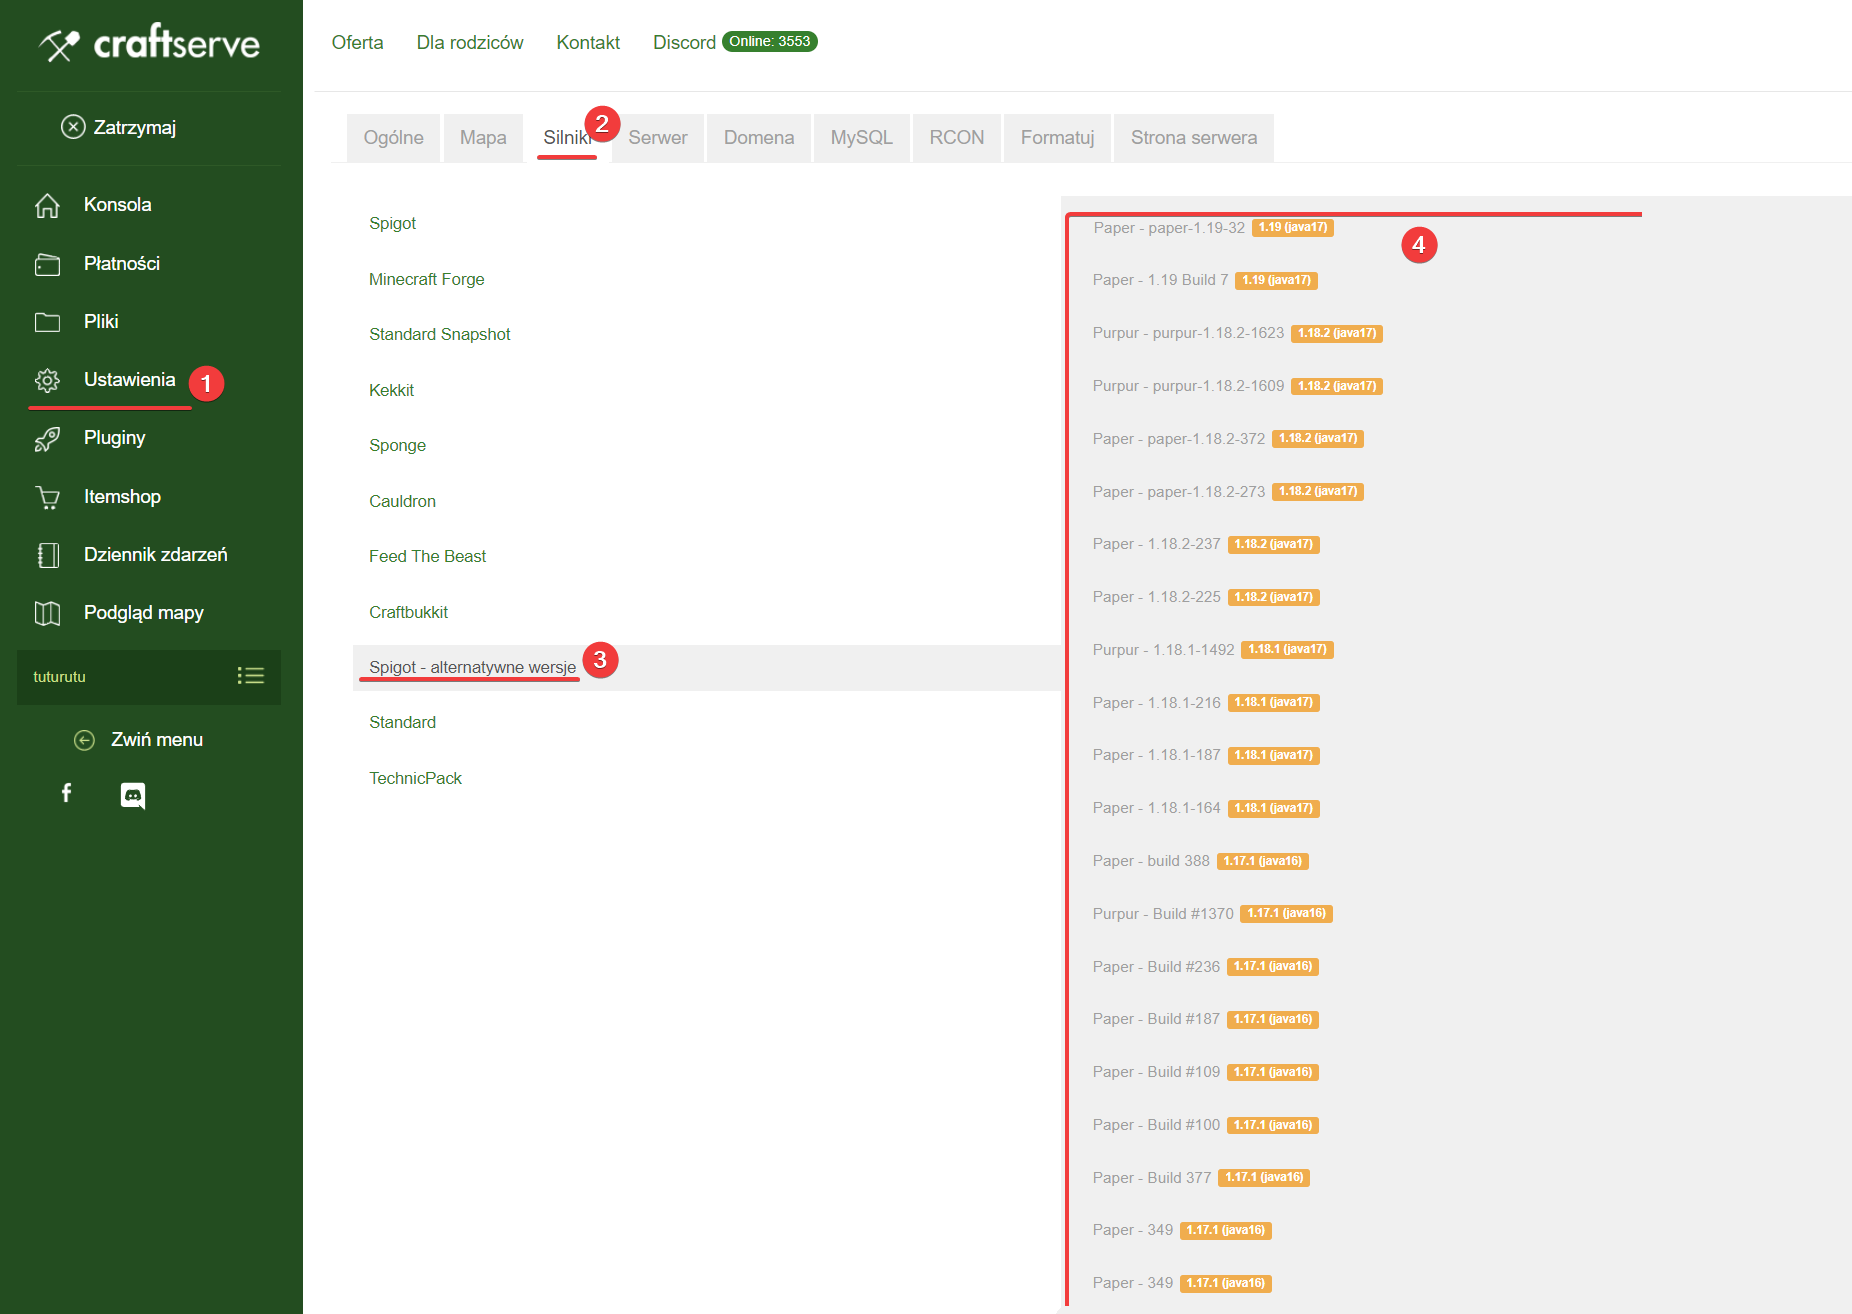 craftserve
Zatrzymaj
Konsola
Płatności
Pliki
Ustawienia 1
Pluginy
Itemshop
Dziennik zdarzeń
Podgląd mapy
tuturutu
Zwiń menu
Oferta Dla rodziców Kontakt Discord Online: 3553
Ogólne Mapa Silniki 2 Serwer Domena MySQL RCON Formatuj Strona serwera
Spigot
Minecraft Forge
Standard Snapshot
Kekkit
Sponge
Cauldron
Feed The Beast
Craftbukkit
Spigot - alternatywne wersje 3
Standard
TechnicPack
Paper - paper-1.19-32 1.19 (java17)
4
Paper - 1.19 Build 7 1.19 (java17)
Purpur - purpur-1.18.2-1623 1.18.2 (java17)
Purpur - purpur-1.18.2-1609 1.18.2 (java17)
Paper - paper-1.18.2-372 1.18.2 (java17)
Paper - paper-1.18.2-273 1.18.2 (java17)
Paper - 1.18.2-237 1.18.2 (java17)
Paper - 1.18.2-225 1.18.2 (java17)
Purpur - 1.18.1-1492 1.18.1 (java17)
Paper - 1.18.1-216 1.18.1 (java17)
Paper - 1.18.1-187 1.18.1 (java17)
Paper - 1.18.1-164 1.18.1 (java17)
Paper - build 388 1.17.1 (java16)
Purpur - Build #1370 1.17.1 (java16)
Paper - Build #236 1.17.1 (java16)
Paper - Build #187 1.17.1 (java16)
Paper - Build #109 1.17.1 (java16)
Paper - Build #100 1.17.1 (java16)
Paper - Build 377 1.17.1 (java16)
Paper - 349 1.17.1 (java16)
Paper - 349 1.17.1 (java16)